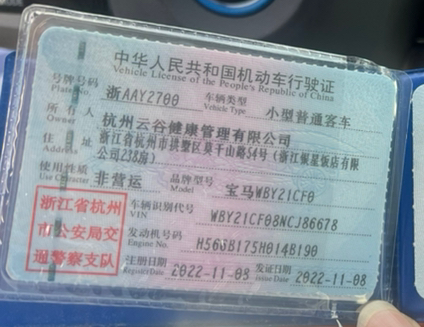 中华人民共和国机动车行驶证
Vehicle License of the People's Republic of China
号牌号码 浙AAY2700 车辆类型 小型普通客车
Plate No. Vehicle Type
所有人 杭州云谷健康管理有限公司
Owner
住址 浙江省杭州市拱墅区莫干山路54号(浙江银星饭店有限
Address 公司238房)
使用性质 非营运 品牌型号 宝马WBY21CF0
Use Character Model
浙江省杭州 车辆识别代号 WBY21CF08NCJ86678
VIN
市公安局交 发动机号码 H563B175H014B190
Engine No.
通警察支队 注册日期 2022-11-08 发证日期 2022-11-08
Register Date Issue Date